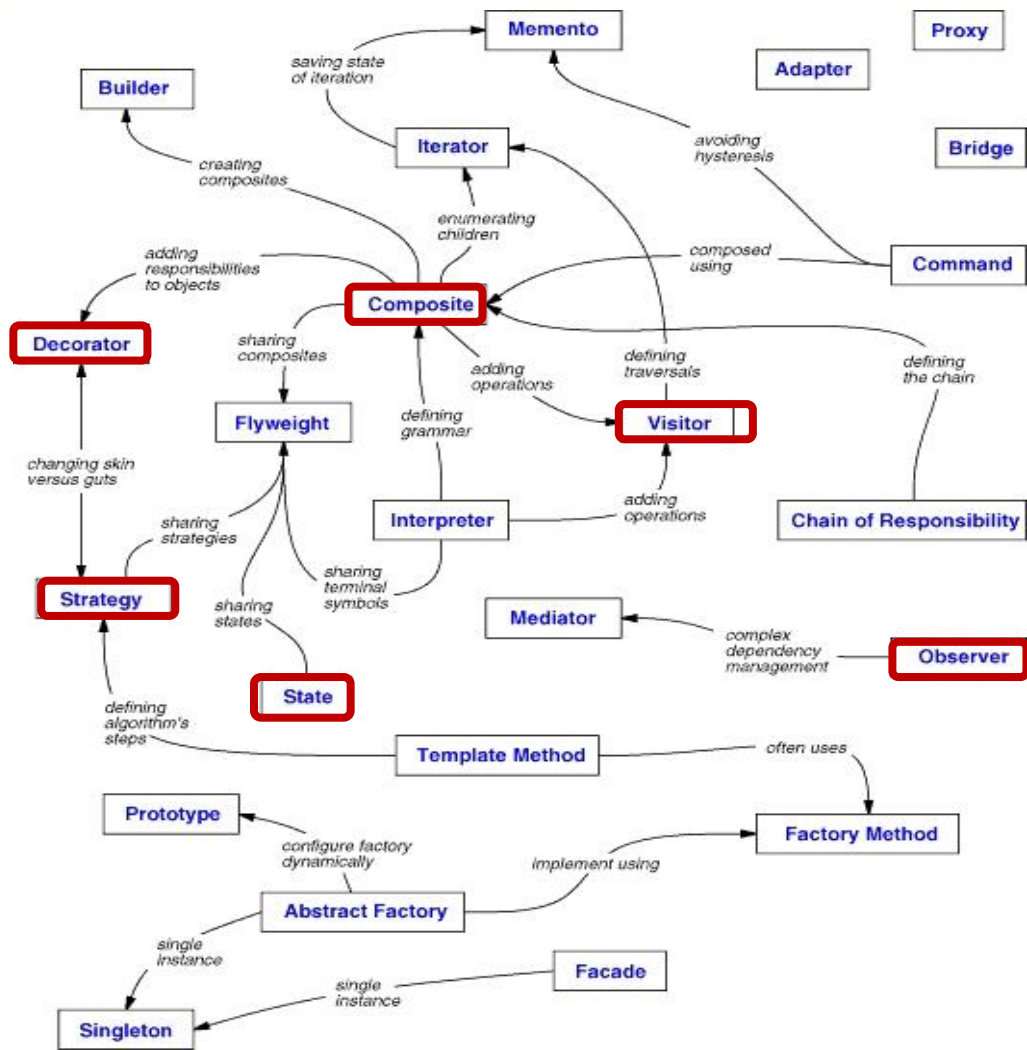 Memento
Proxy
saving state
of iteration
Adapter
Builder
Iterator
avoiding
hysteresis
Bridge
creating
composites
enumerating
children
adding
responsibilities
to objects
composed
using
Command
Composite
Decorator
sharing
composites
adding
operations
defining
traversals
defining
the chain
Flyweight
defining
grammar
Visitor
changing skin
versus guts
sharing
strategies
Interpreter
adding
operations
Chain of Responsibility
Strategy
sharing
terminal
symbols
sharing
states
Mediator
complex
dependency
management
Observer
State
defining
algorithm's
steps
Template Method
often uses
Prototype
configure factory
dynamically
Factory Method
implement using
Abstract Factory
single
instance
Facade
single
instance
Singleton